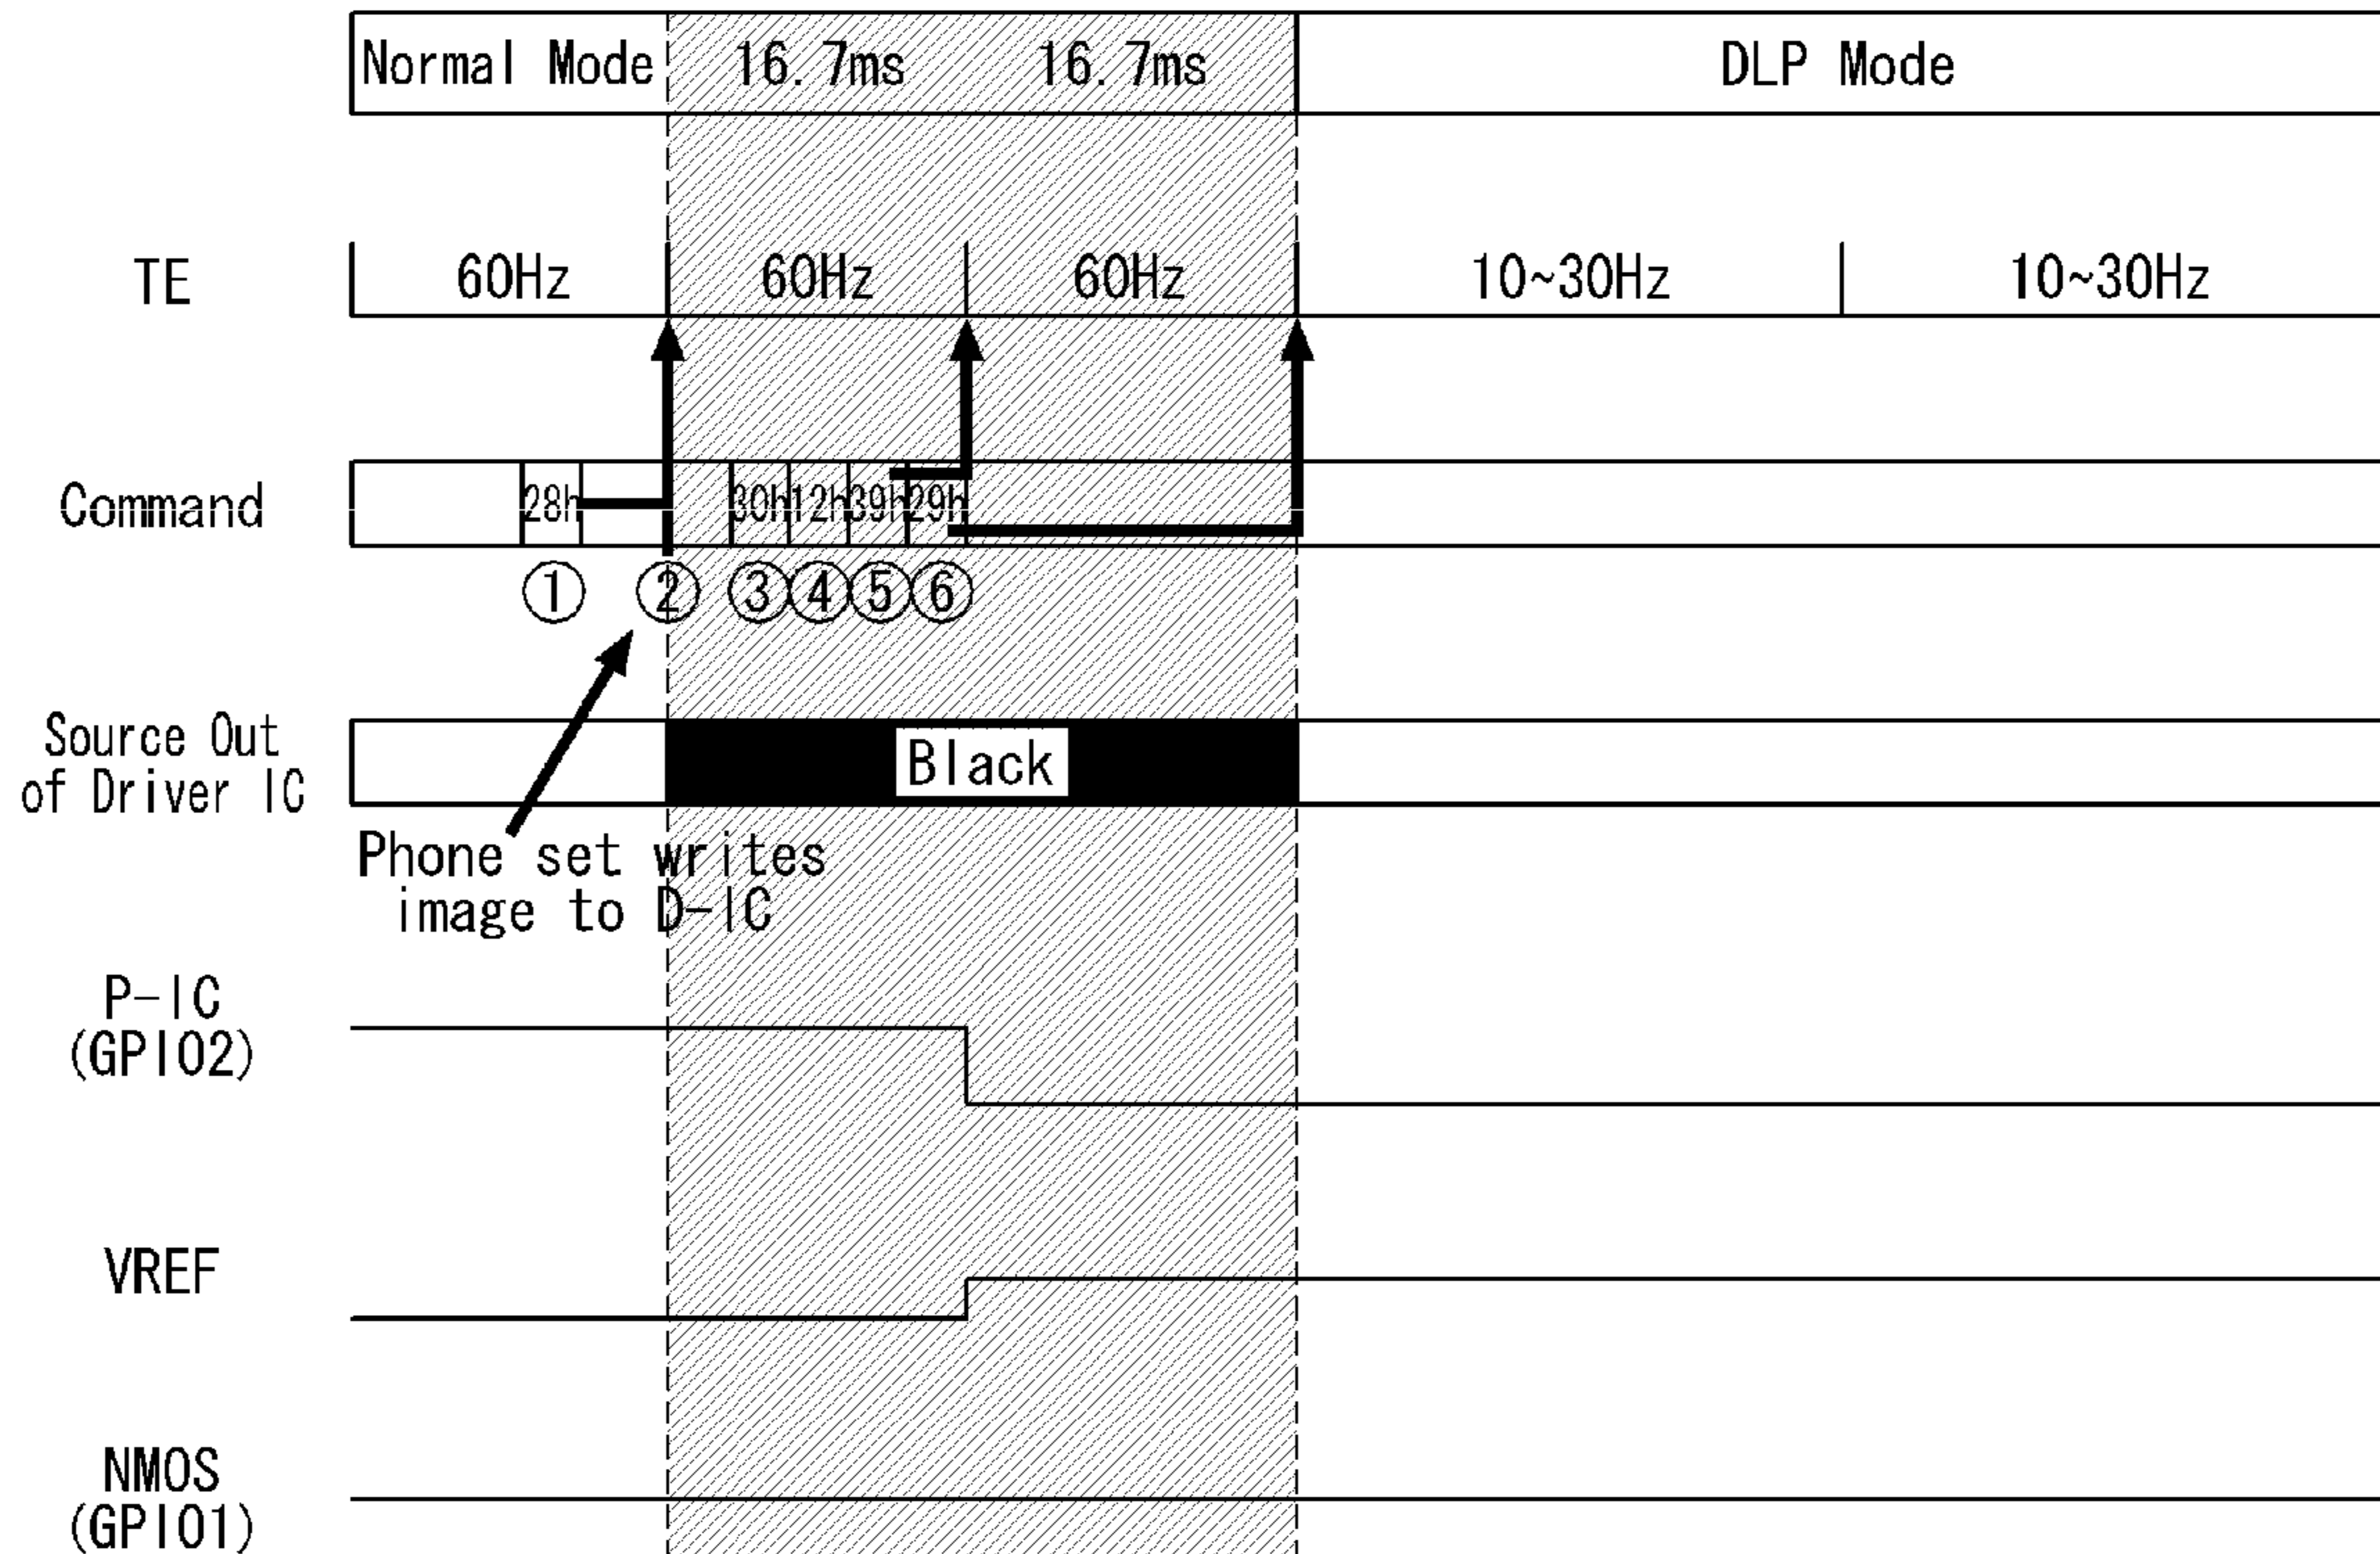 Normal Mode 16.7ms 16.7ms DLP Mode
TE 60Hz 60Hz 60Hz 10~30Hz 10~30Hz
Command 28h 30h 12h 39h 29h
① ② ③ ④ ⑤ ⑥
Source Out
of Driver IC
Black
Phone set writes
image to D-IC
P-IC
(GPIO2)
VREF
NMOS
(GPIO1)